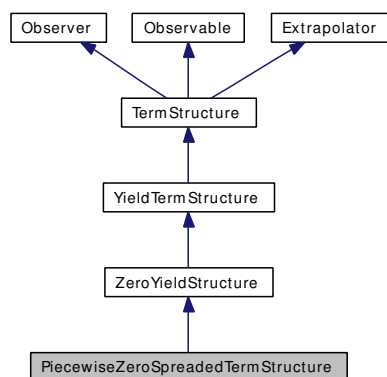 Observer Observable Extrapolator
TermStructure
YieldTermStructure
ZeroYieldStructure
PiecewiseZeroSpreadedTermStructure